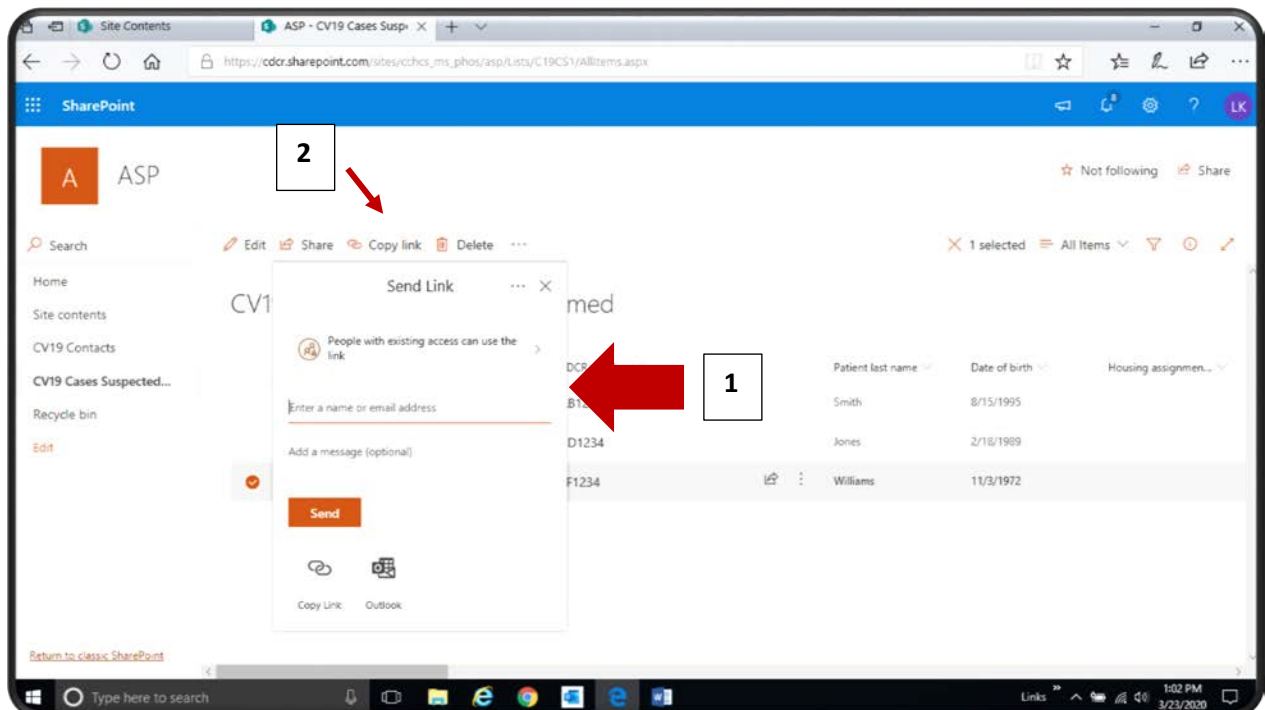 Site Contents
ASP - CV19 Cases Susp
https://cdcr.sharepoint.com/sites/cchcs_ms_phos/asp/Lists/C19CS1/AllItems.aspx
SharePoint
8
?
LK
2
A
ASP
Not following
Share
Search
Edit
Share
Copy link
Delete
1 selected
All Items
Home
Site contents
CV19 Contacts
CV19 Cases Suspected...
Recycle bin
Edit
CV1
med
Send Link
People with existing access can use the
link
Enter a name or email address
Add a message (optional)
Send
Copy Link
Outlook
1
DCR
Patient last name
Date of birth
Housing assignmen...
Smith
8/15/1995
D1234
Jones
2/18/1989
F1234
Williams
11/3/1972
Return to classic SharePoint
Type here to search
Links
1:02 PM
3/23/2020